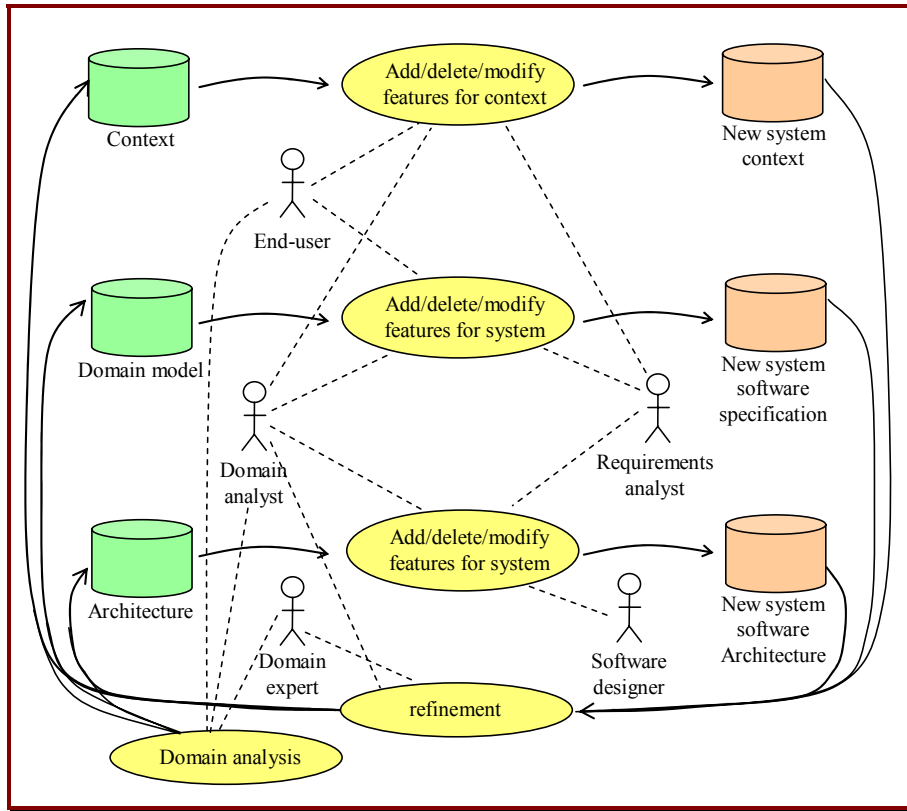 Add/delete/modify
features for context
Context
New system
context
End-user
Add/delete/modify
features for system
Domain model
New system
software
specification
Domain
analyst
Requirements
analyst
Add/delete/modify
features for system
Architecture
New system
software
Architecture
Domain
expert
Software
designer
refinement
Domain analysis